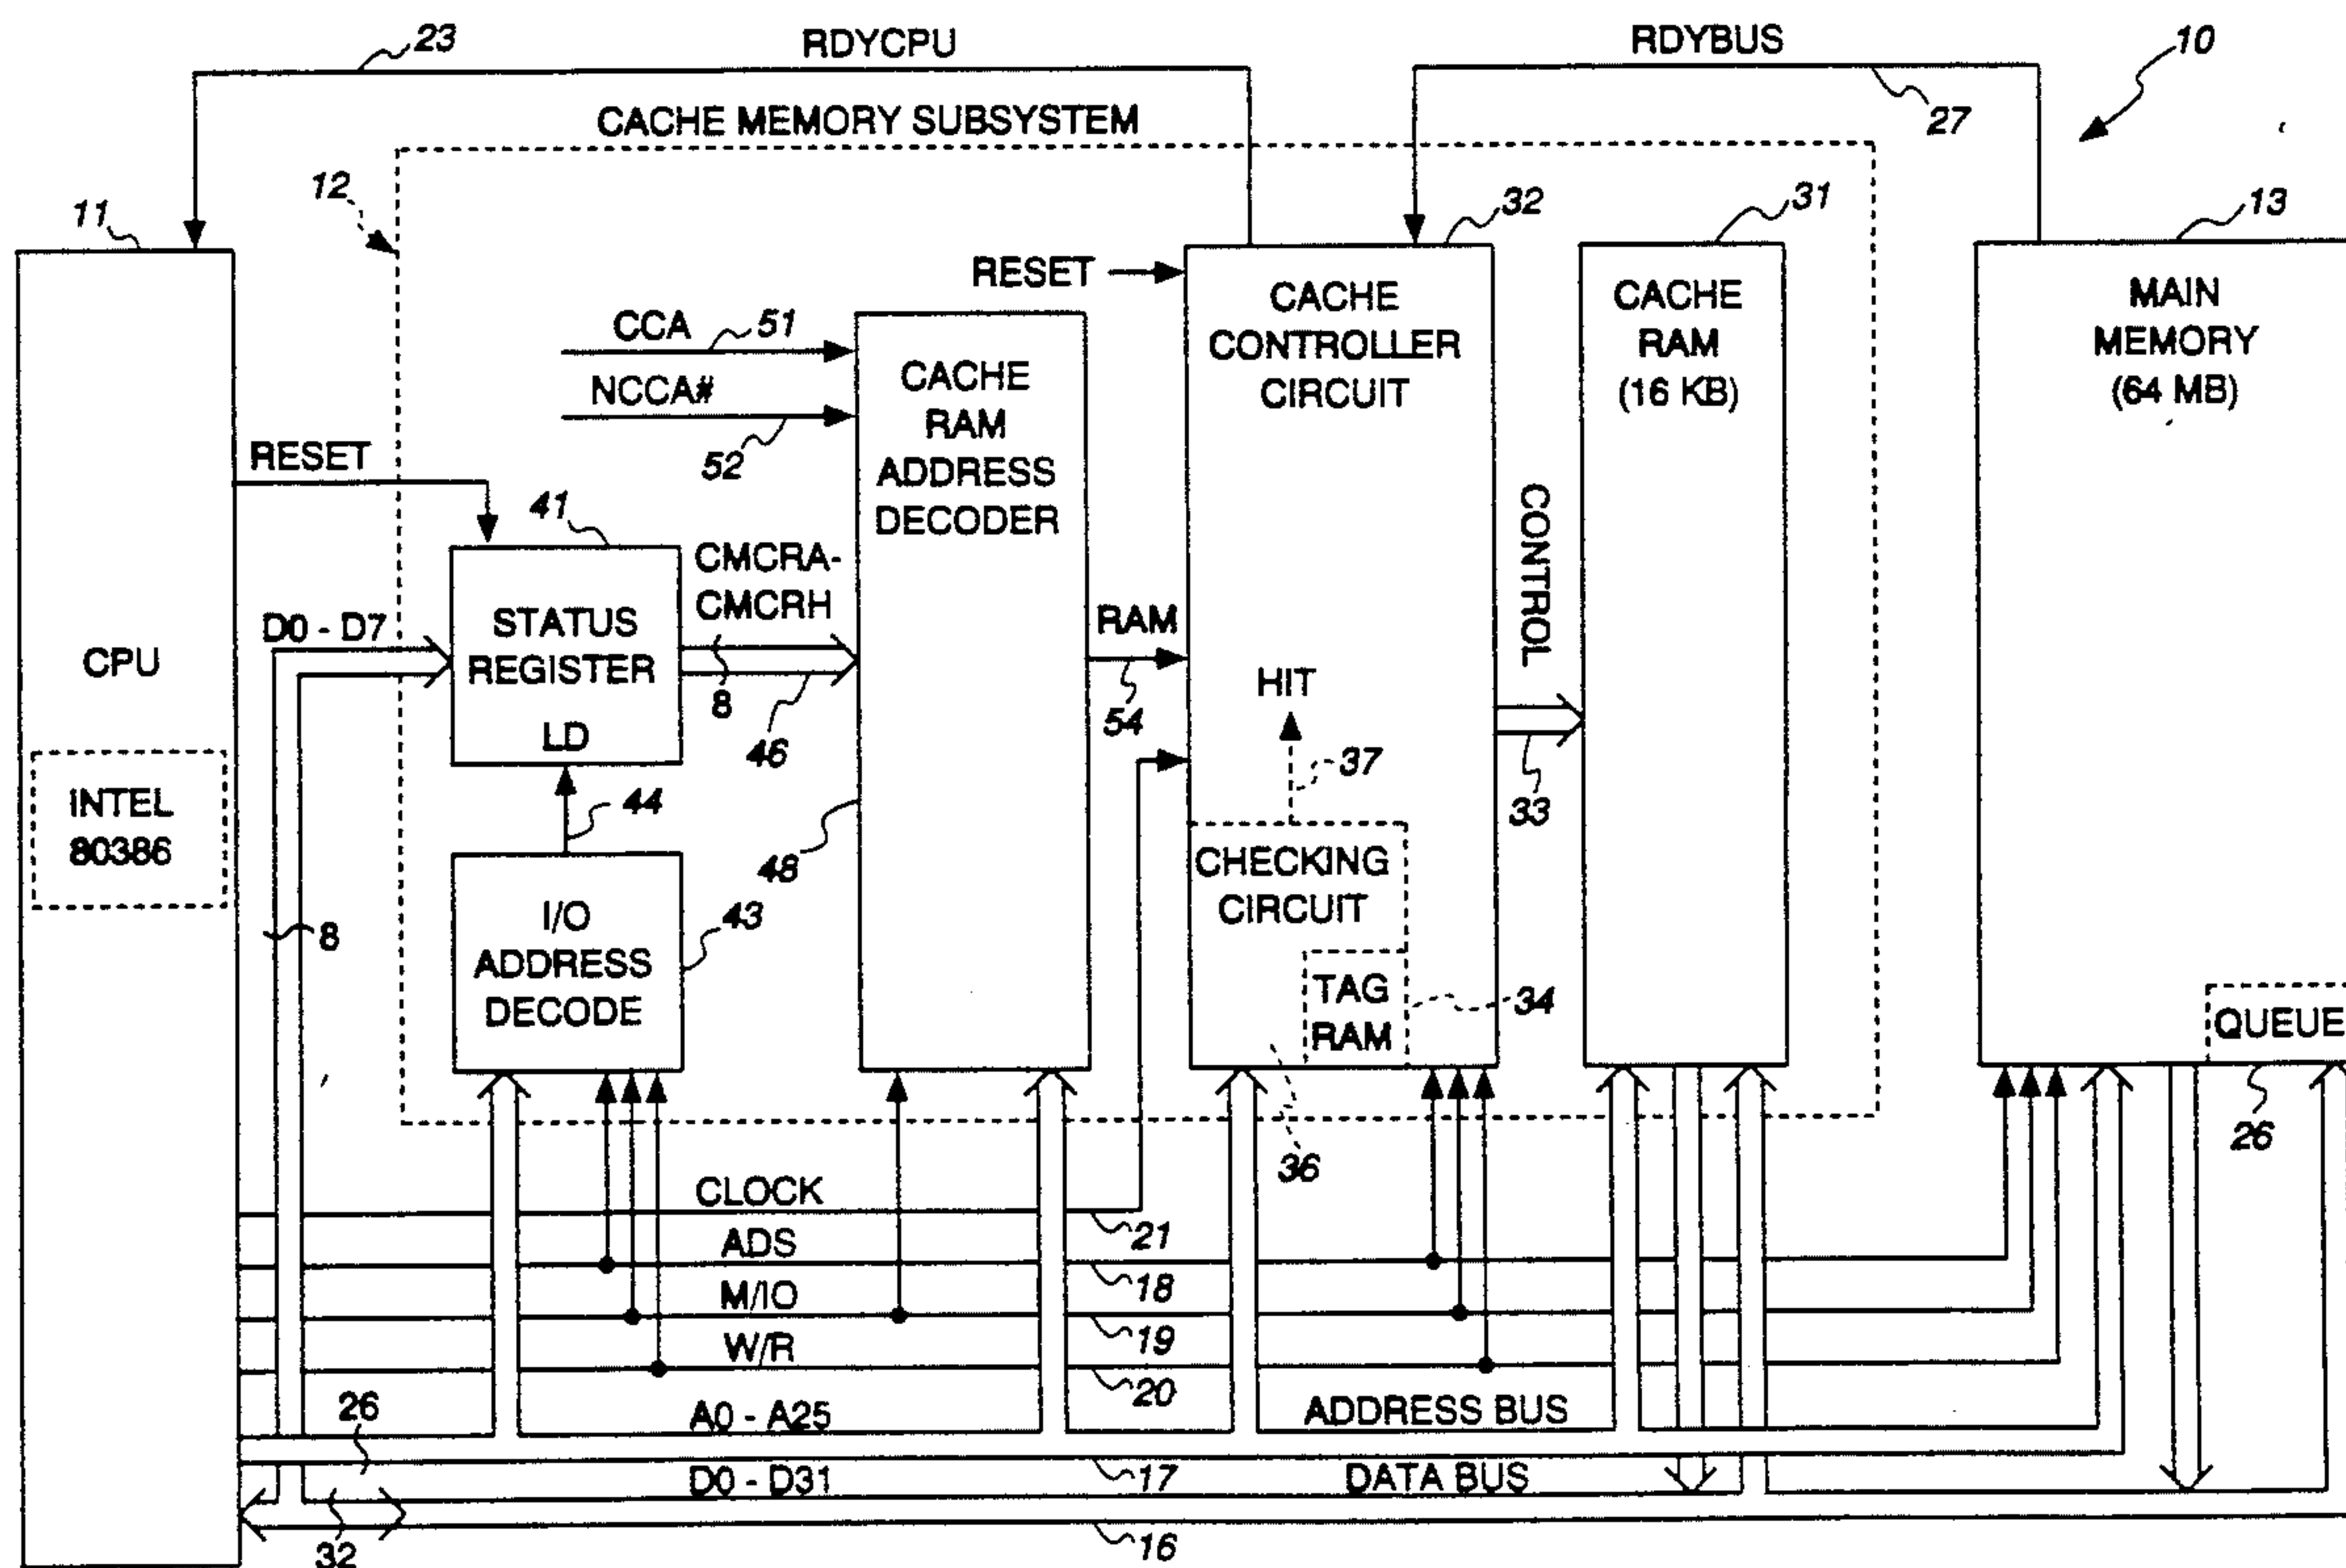 23
RDYCPU
RDYBUS
10
27
CACHE MEMORY SUBSYSTEM
12
11
32
31
13
RESET
CACHE
CONTROLLER
CIRCUIT
CACHE
RAM
(16 KB)
MAIN
MEMORY
(64 MB)
CCA
51
NCCA#
52
CACHE
RAM
ADDRESS
DECODER
RESET
41
CMCRA-
CMCRH
8
46
D0 - D7
STATUS
REGISTER
LD
CPU
RAM
54
CONTROL
33
HIT
37
INTEL
80386
44
48
8
I/O
ADDRESS
DECODE
43
CHECKING
CIRCUIT
TAG
RAM
34
36
QUEUE
26
CLOCK
21
ADS
18
M/IO
19
W/R
20
26
A0 - A25
ADDRESS BUS
17
D0 - D31
DATA BUS
32
16